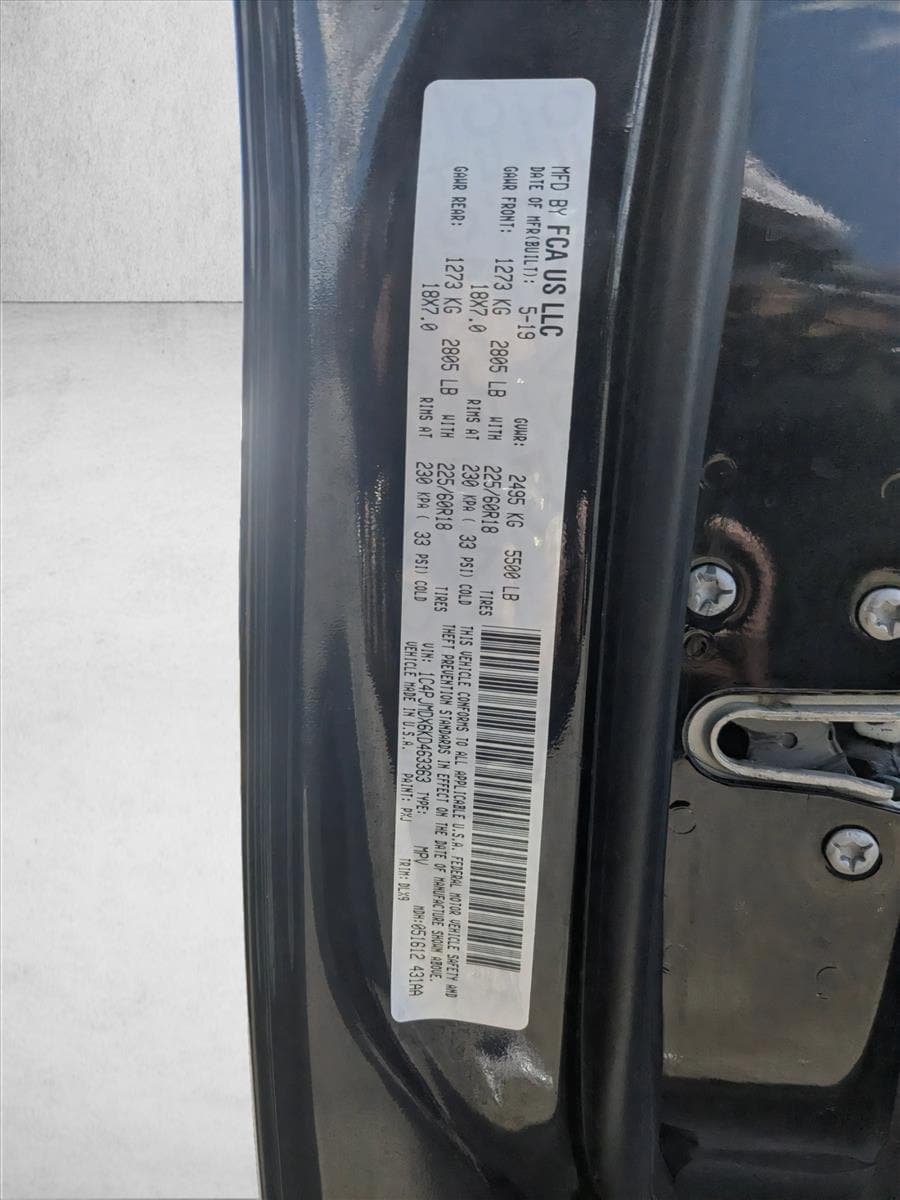 MFD BY FCA US LLC
DATE OF MFR(BUILT): 5-19 GVWR: 2495 KG 5500 LB
GAWR FRONT: 1273 KG 2805 LB WITH 225/60R18 TIRES
18X7.0 RIMS AT 230 KPA ( 33 PSI) COLD
GAWR REAR: 1273 KG 2805 LB WITH 225/60R18 TIRES
18X7.0 RIMS AT 230 KPA ( 33 PSI) COLD
THIS VEHICLE CONFORMS TO ALL APPLICABLE U.S.A. FEDERAL MOTOR VEHICLE SAFETY AND
THEFT PREVENTION STANDARDS IN EFFECT ON THE DATE OF MANUFACTURE SHOWN ABOVE.
VIN: 1C4PJMDX6KD463363 TYPE: MPV MDH:051612 431AA
VEHICLE MADE IN U.S.A. PAINT: PXJ TRIM: DLX9